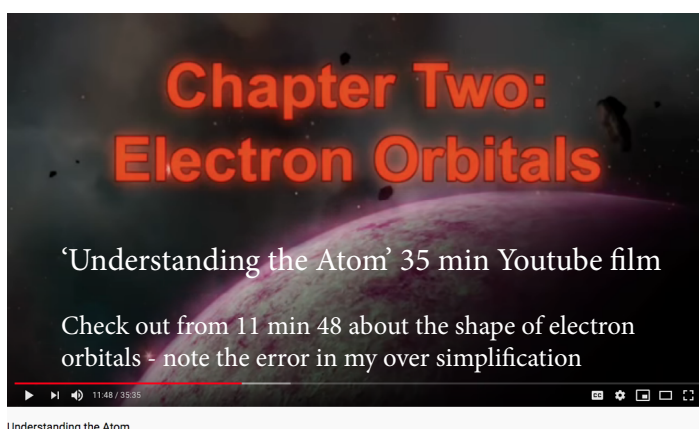 Chapter Two:
Electron Orbitals
‘Understanding the Atom’ 35 min Youtube film
Check out from 11 min 48 about the shape of electron
orbitals - note the error in my over simplification
11:48 / 35:35
CC
Understanding the Atom